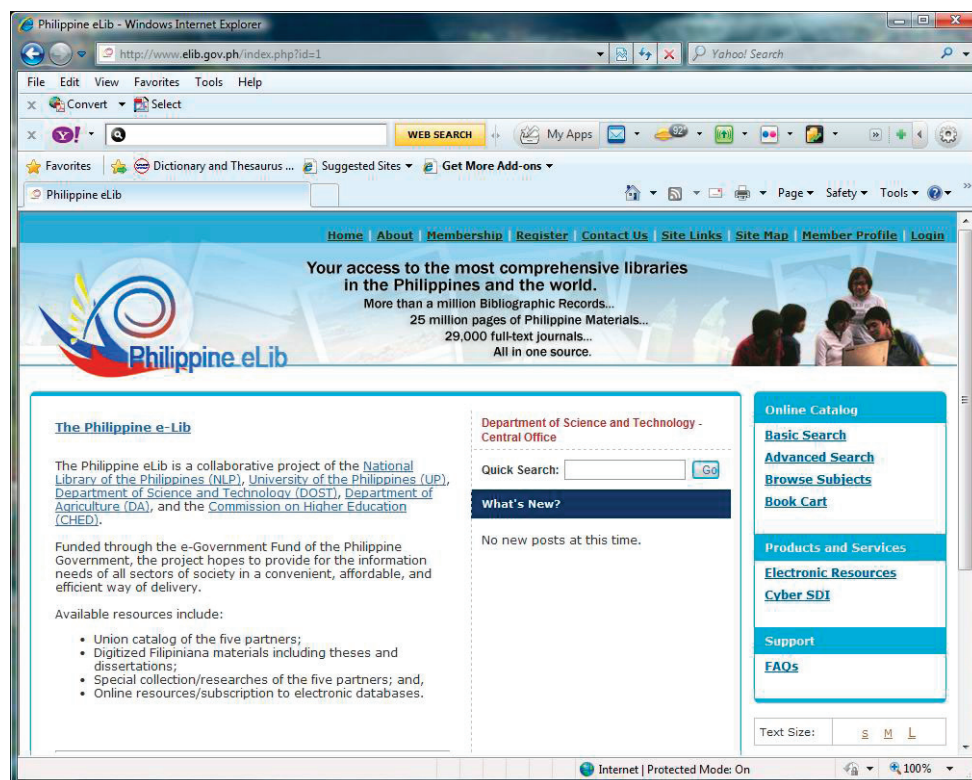 Philippine eLib - Windows Internet Explorer
http://www.elib.gov.ph/index.php?id=1
Yahoo! Search
File Edit View Favorites Tools Help
x Convert Select
x Y! WEB SEARCH My Apps 92
Favorites Dictionary and Thesaurus ... Suggested Sites Get More Add-ons
Philippine eLib
Page Safety Tools
Home | About | Membership | Register | Contact Us | Site Links | Site Map | Member Profile | Login
Your access to the most comprehensive libraries
in the Philippines and the world.
More than a million Bibliographic Records...
25 million pages of Philippine Materials...
29,000 full-text journals...
All in one source.
Philippine eLib
The Philippine e-Lib
The Philippine eLib is a collaborative project of the National
Library of the Philippines (NLP), University of the Philippines (UP),
Department of Science and Technology (DOST), Department of
Agriculture (DA), and the Commission on Higher Education
(CHED).
Funded through the e-Government Fund of the Philippine
Government, the project hopes to provide for the information
needs of all sectors of society in a convenient, affordable, and
efficient way of delivery.
Available resources include:
• Union catalog of the five partners;
• Digitized Filipiniana materials including theses and
dissertations;
• Special collection/researches of the five partners; and,
• Online resources/subscription to electronic databases.
Department of Science and Technology -
Central Office
Quick Search: Go
What's New?
No new posts at this time.
Online Catalog
Basic Search
Advanced Search
Browse Subjects
Book Cart
Products and Services
Electronic Resources
Cyber SDI
Support
FAQs
Text Size: S M L
Internet | Protected Mode: On
100%